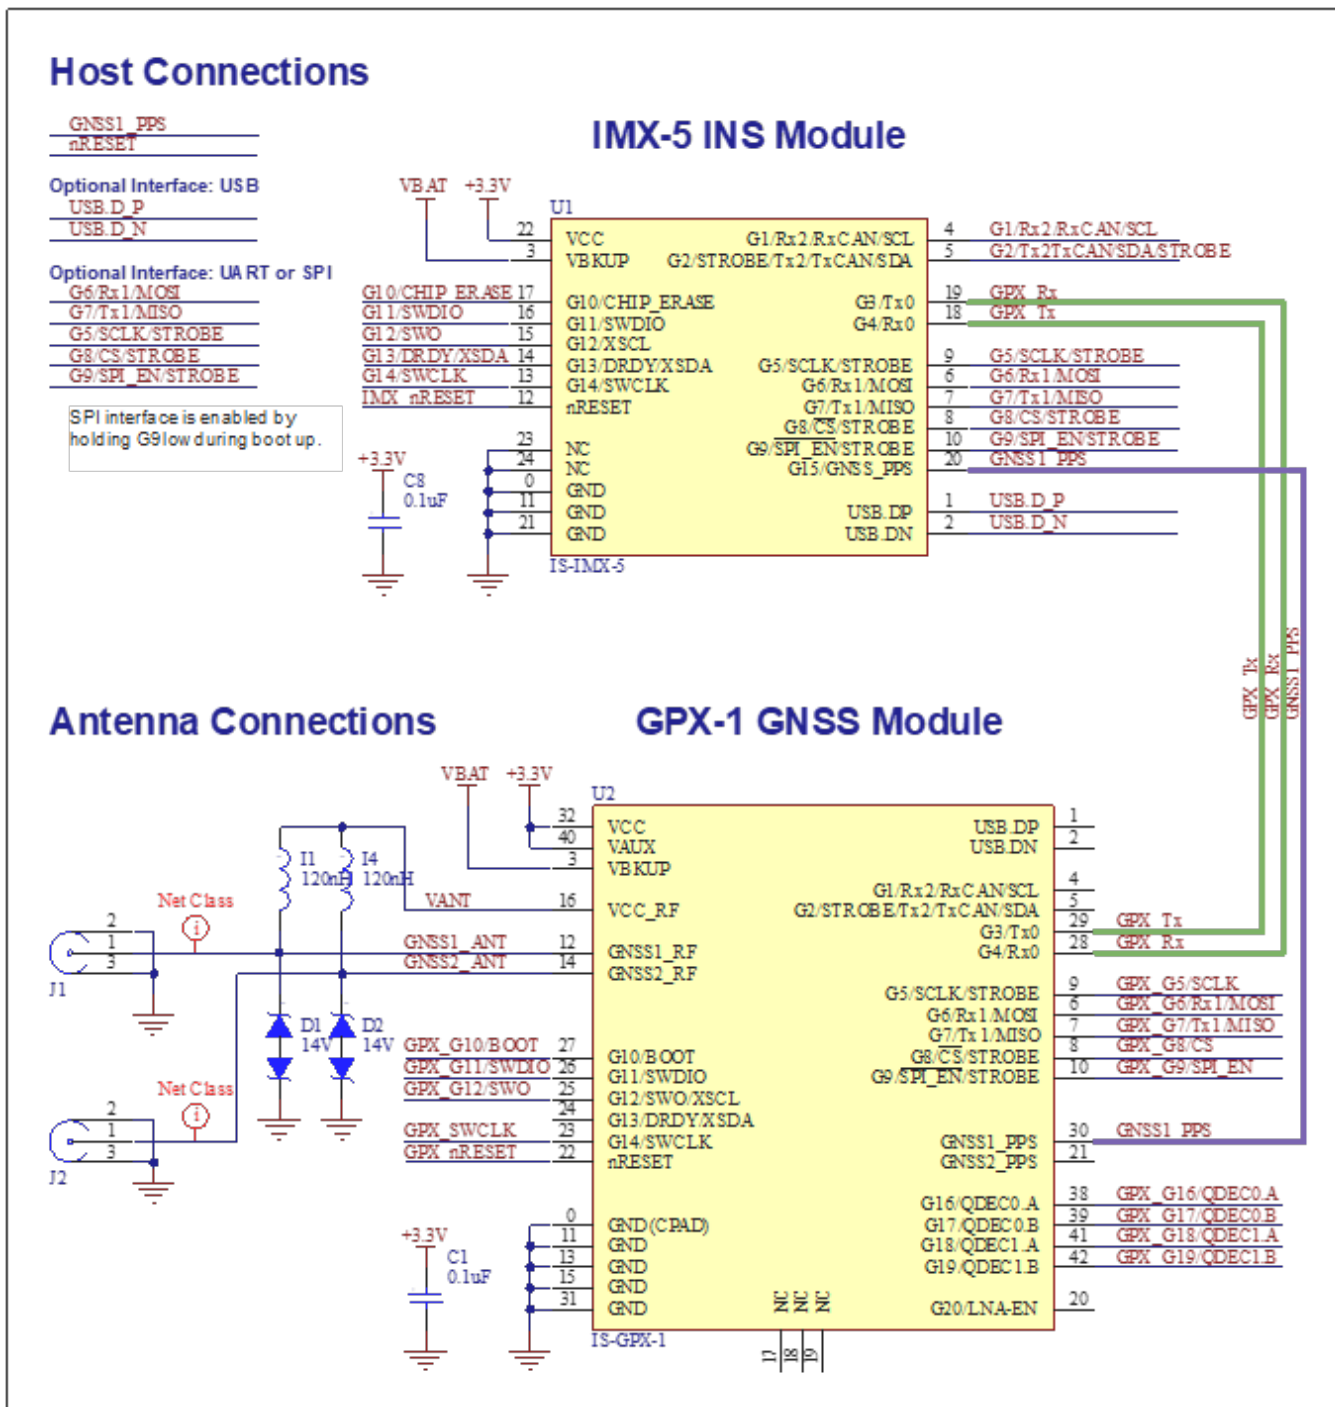 Host Connections
GNSS1_PPS
nRESET
Optional Interface: USB
USB.D_P
USB.D_N
Optional Interface: UART or SPI
G6/Rx1/MOSI
G7/Tx1/MISO
G5/SCLK/STROBE
G8/CS/STROBE
G9/SPI_EN/STROBE
SPI interface is enabled by
holding G9 low during boot up.
IMX-5 INS Module
VBAT +3.3V
U1
22 VCC
3 VBKUP
G10/CHIP_ERASE 17 G10/CHIP_ERASE
G11/SWDIO 16 G11/SWDIO
G12/SWO 15 G12/XSCL
G13/DRDY/XSDA 14 G13/DRDY/XSDA
G14/SWCLK 13 G14/SWCLK
IMX_nRESET 12 nRESET
23 NC
24 NC
0 GND
11 GND
21 GND
G1/Rx2/RxCAN/SCL 4 G1/Rx2/RxCAN/SCL
G2/STROBE/Tx2/TxCAN/SDA 5 G2/Tx2TxCAN/SDA/STROBE
G3/Tx0 19 GPX_Rx
G4/Rx0 18 GPX_Tx
G5/SCLK/STROBE 9 G5/SCLK/STROBE
G6/Rx1/MOSI 6 G6/Rx1/MOSI
G7/Tx1/MISO 7 G7/Tx1/MISO
G8/CS/STROBE 8 G8/CS/STROBE
G9/SPI_EN/STROBE 10 G9/SPI_EN/STROBE
G15/GNSS_PPS 20 GNSS1_PPS
USB.DP 1 USB.D_P
USB.DN 2 USB.D_N
IS-IMX-5
+3.3V
C8
0.1uF
GPX_Tx
GPX_Rx
GNSS1_PPS
Antenna Connections
GPX-1 GNSS Module
VBAT +3.3V
U2
32 VCC
40 VAUX
3 VBKUP
VANT 16 VCC_RF
GNSS1_ANT 12 GNSS1_RF
GNSS2_ANT 14 GNSS2_RF
GPX_G10/BOOT 27 G10/BOOT
GPX_G11/SWDIO 26 G11/SWDIO
GPX_G12/SWO 25 G12/SWO/XSCL
24 G13/DRDY/XSDA
GPX_SWCLK 23 G14/SWCLK
GPX_nRESET 22 nRESET
0 GND(CPAD)
11 GND
13 GND
15 GND
31 GND
USB.DP 1
USB.DN 2
G1/Rx2/RxCAN/SCL 4
G2/STROBE/Tx2/TxCAN/SDA 5
G3/Tx0 29 GPX_Tx
G4/Rx0 28 GPX_Rx
G5/SCLK/STROBE 9 GPX_G5/SCLK
G6/Rx1/MOSI 6 GPX_G6/Rx1/MOSI
G7/Tx1/MISO 7 GPX_G7/Tx1/MISO
G8/CS/STROBE 8 GPX_G8/CS
G9/SPI_EN/STROBE 10 GPX_G9/SPI_EN
GNSS1_PPS 30 GNSS1_PPS
GNSS2_PPS 21
G16/QDEC0.A 38 GPX_G16/QDEC0.A
G17/QDEC0.B 39 GPX_G17/QDEC0.B
G18/QDEC1.A 41 GPX_G18/QDEC1.A
G19/QDEC1.B 42 GPX_G19/QDEC1.B
G20/LNA-EN 20
NC NC NC
17 18 19
IS-GPX-1
I1
120nH
I4
120nH
Net Class
i
2
1
3
J1
D1
14V
D2
14V
Net Class
i
2
1
3
J2
+3.3V
C1
0.1uF